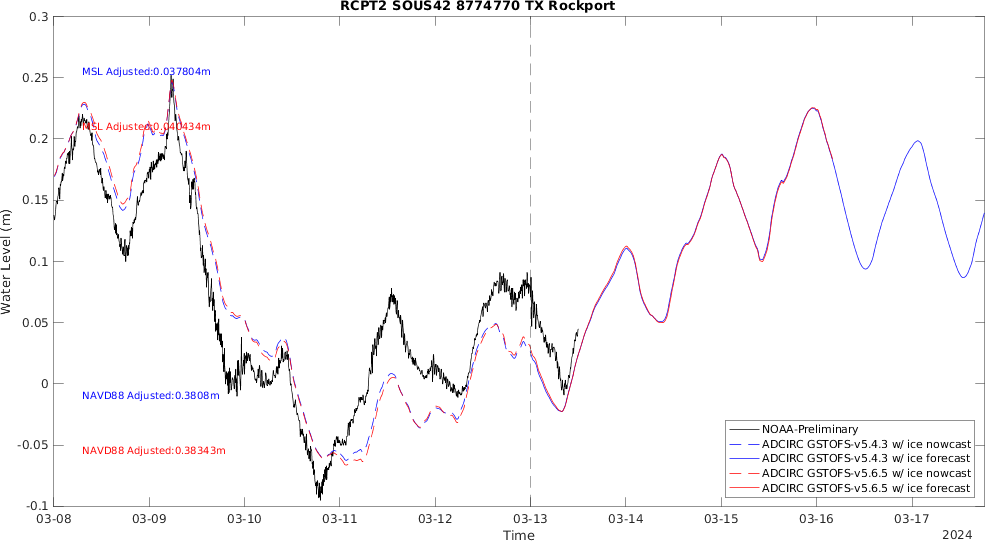 RCPT2 SOUS42 8774770 TX Rockport
0.3
0.25
0.2
0.15
0.1
0.05
0
-0.05
-0.1
Water Level (m)
MSL Adjusted:0.037804m
MSL Adjusted:0.040434m
NAVD88 Adjusted:0.3808m
NAVD88 Adjusted:0.38343m
NOAA-Preliminary
ADCIRC GSTOFS-v5.4.3 w/ ice nowcast
ADCIRC GSTOFS-v5.4.3 w/ ice forecast
ADCIRC GSTOFS-v5.6.5 w/ ice nowcast
ADCIRC GSTOFS-v5.6.5 w/ ice forecast
03-08 03-09 03-10 03-11 03-12 03-13 03-14 03-15 03-16 03-17
Time
2024